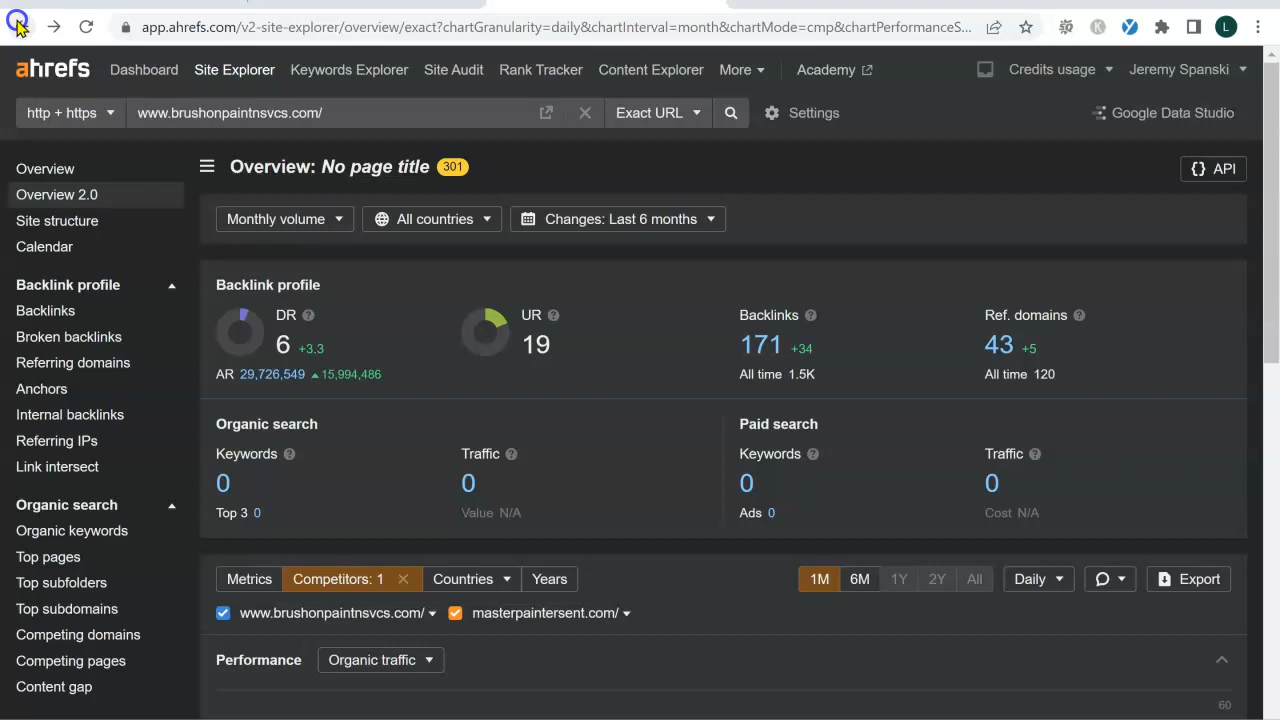 app.ahrefs.com/v2-site-explorer/overview/exact?chartGranularity=daily&chartInterval=month&chartMode=cmp&chartPerformanceS...
K
L
ahrefs
Dashboard Site Explorer Keywords Explorer Site Audit Rank Tracker Content Explorer More Academy Credits usage Jeremy Spanski
http + https www.brushonpaintnsvcs.com/ Exact URL Settings Google Data Studio
Overview
Overview 2.0
Site structure
Calendar
Backlink profile
Backlinks
Broken backlinks
Referring domains
Anchors
Internal backlinks
Referring IPs
Link intersect
Organic search
Organic keywords
Top pages
Top subfolders
Top subdomains
Competing domains
Competing pages
Content gap
Overview: No page title 301
{} API
Monthly volume All countries Changes: Last 6 months
Backlink profile
DR ? UR ? Backlinks ? Ref. domains ?
6 +3.3 19 171 +34 43 +5
AR 29,726,549 15,994,486 All time 1.5K All time 120
Organic search Paid search
Keywords ? Traffic ? Keywords ? Traffic ?
0 0 0 0
Top 3 0 Value N/A Ads 0 Cost N/A
Metrics Competitors: 1 Countries Years 1M 6M 1Y 2Y All Daily Export
www.brushonpaintnsvcs.com/ masterpaintersent.com/
Performance Organic traffic
60